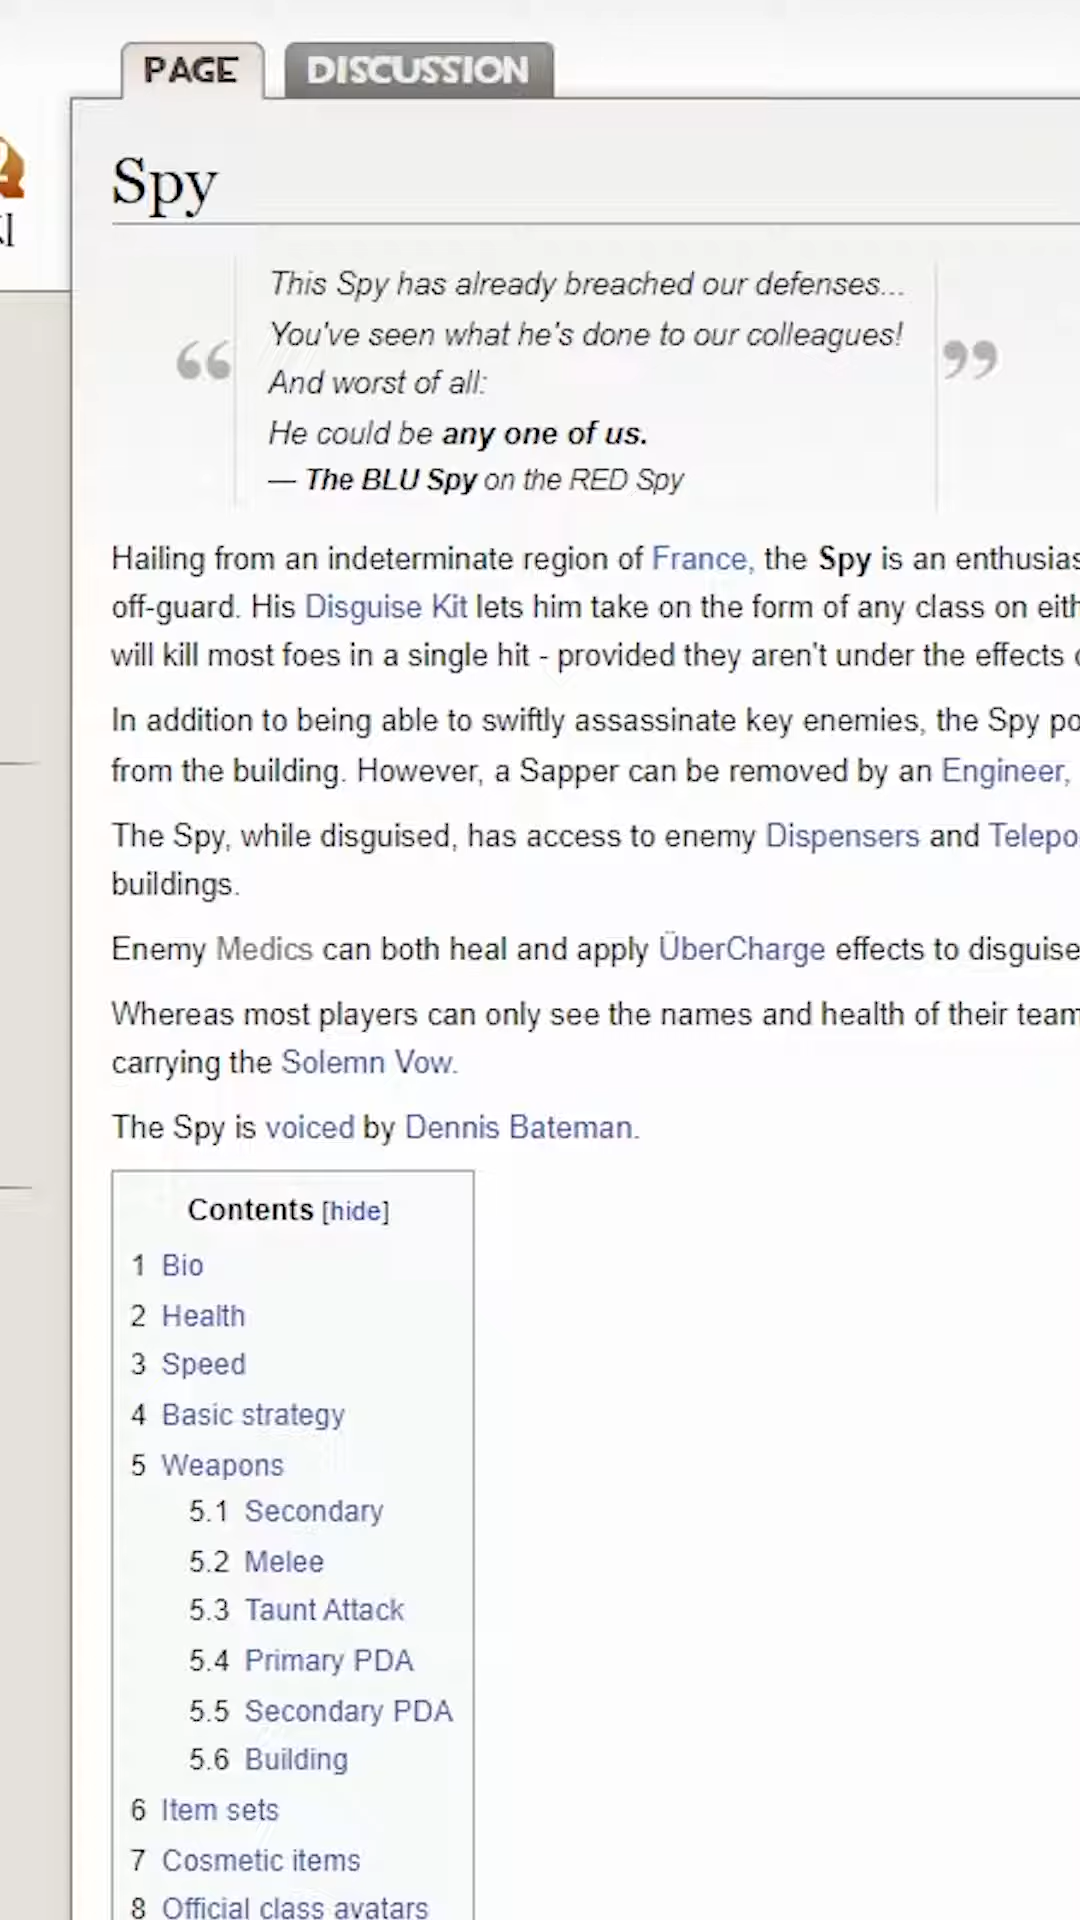 PAGE
DISCUSSION
Spy
This Spy has already breached our defenses...
You've seen what he's done to our colleagues!
And worst of all:
He could be any one of us.
— The BLU Spy on the RED Spy
Hailing from an indeterminate region of France, the Spy is an enthusias
off-guard. His Disguise Kit lets him take on the form of any class on eith
will kill most foes in a single hit - provided they aren't under the effects
In addition to being able to swiftly assassinate key enemies, the Spy po
from the building. However, a Sapper can be removed by an Engineer,
The Spy, while disguised, has access to enemy Dispensers and Telepo
buildings.
Enemy Medics can both heal and apply ÜberCharge effects to disguise
Whereas most players can only see the names and health of their team
carrying the Solemn Vow.
The Spy is voiced by Dennis Bateman.
Contents [hide]
1 Bio
2 Health
3 Speed
4 Basic strategy
5 Weapons
5.1 Secondary
5.2 Melee
5.3 Taunt Attack
5.4 Primary PDA
5.5 Secondary PDA
5.6 Building
6 Item sets
7 Cosmetic items
8 Official class avatars